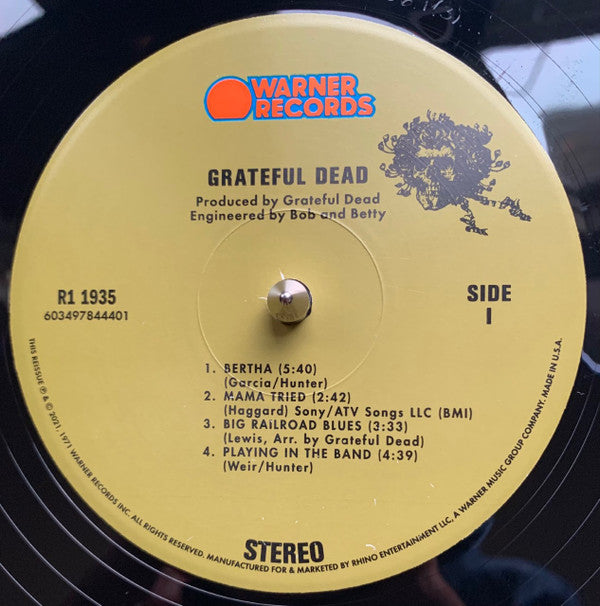 WARNER
RECORDS
GRATEFUL DEAD
Produced by Grateful Dead
Engineered by Bob and Betty
R1 1935
603497844401
SIDE
1
1. BERTHA (5:40)
(Garcia/Hunter)
2. MAMA TRIED (2:42)
(Haggard) Sony/ATV Songs LLC (BMI)
3. BIG RAILROAD BLUES (3:33)
(Lewis, Arr. by Grateful Dead)
4. PLAYING IN THE BAND (4:39)
(Weir/Hunter)
STEREO
THIS REISSUE ℗ & © 2021, 1971 WARNER RECORDS INC. ALL RIGHTS RESERVED. MANUFACTURED FOR & MARKETED BY RHINO ENTERTAINMENT LLC, A WARNER MUSIC GROUP COMPANY. MADE IN U.S.A.